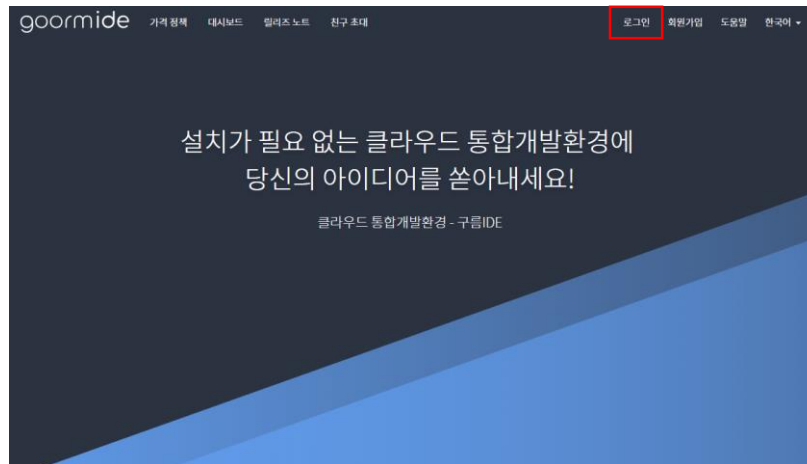 goormide 가격 정책 대시보드 릴리즈 노트 친구 초대 로그인 회원가입 도움말 한국어
설치가 필요 없는 클라우드 통합개발환경에
당신의 아이디어를 쏟아내세요!
클라우드 통합개발환경 - 구름IDE